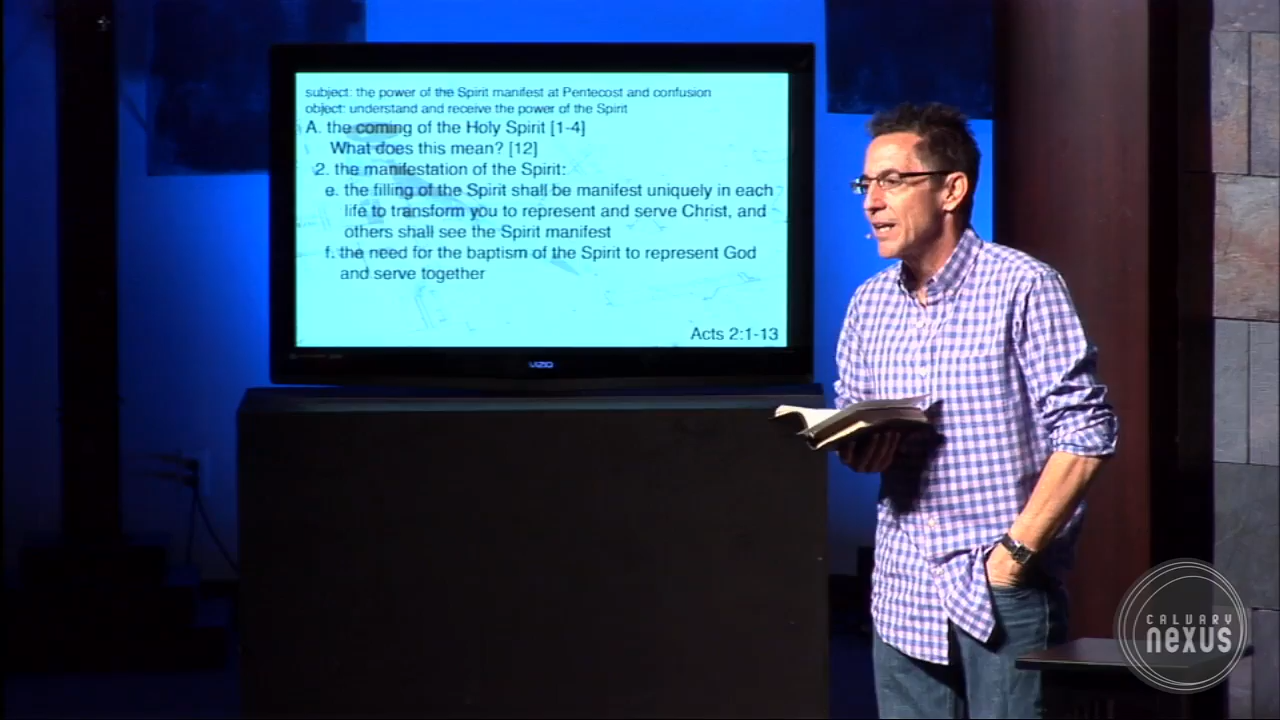 subject: the power of the Spirit manifest at Pentecost and confusion
object: understand and receive the power of the Spirit
A. the coming of the Holy Spirit [1-4]
What does this mean? [12]
2. the manifestation of the Spirit:
e. the filling of the Spirit shall be manifest uniquely in each
life to transform you to represent and serve Christ, and
others shall see the Spirit manifest
f. the need for the baptism of the Spirit to represent God
and serve together
Acts 2:1-13
VIZIO
CALVARY
nexus